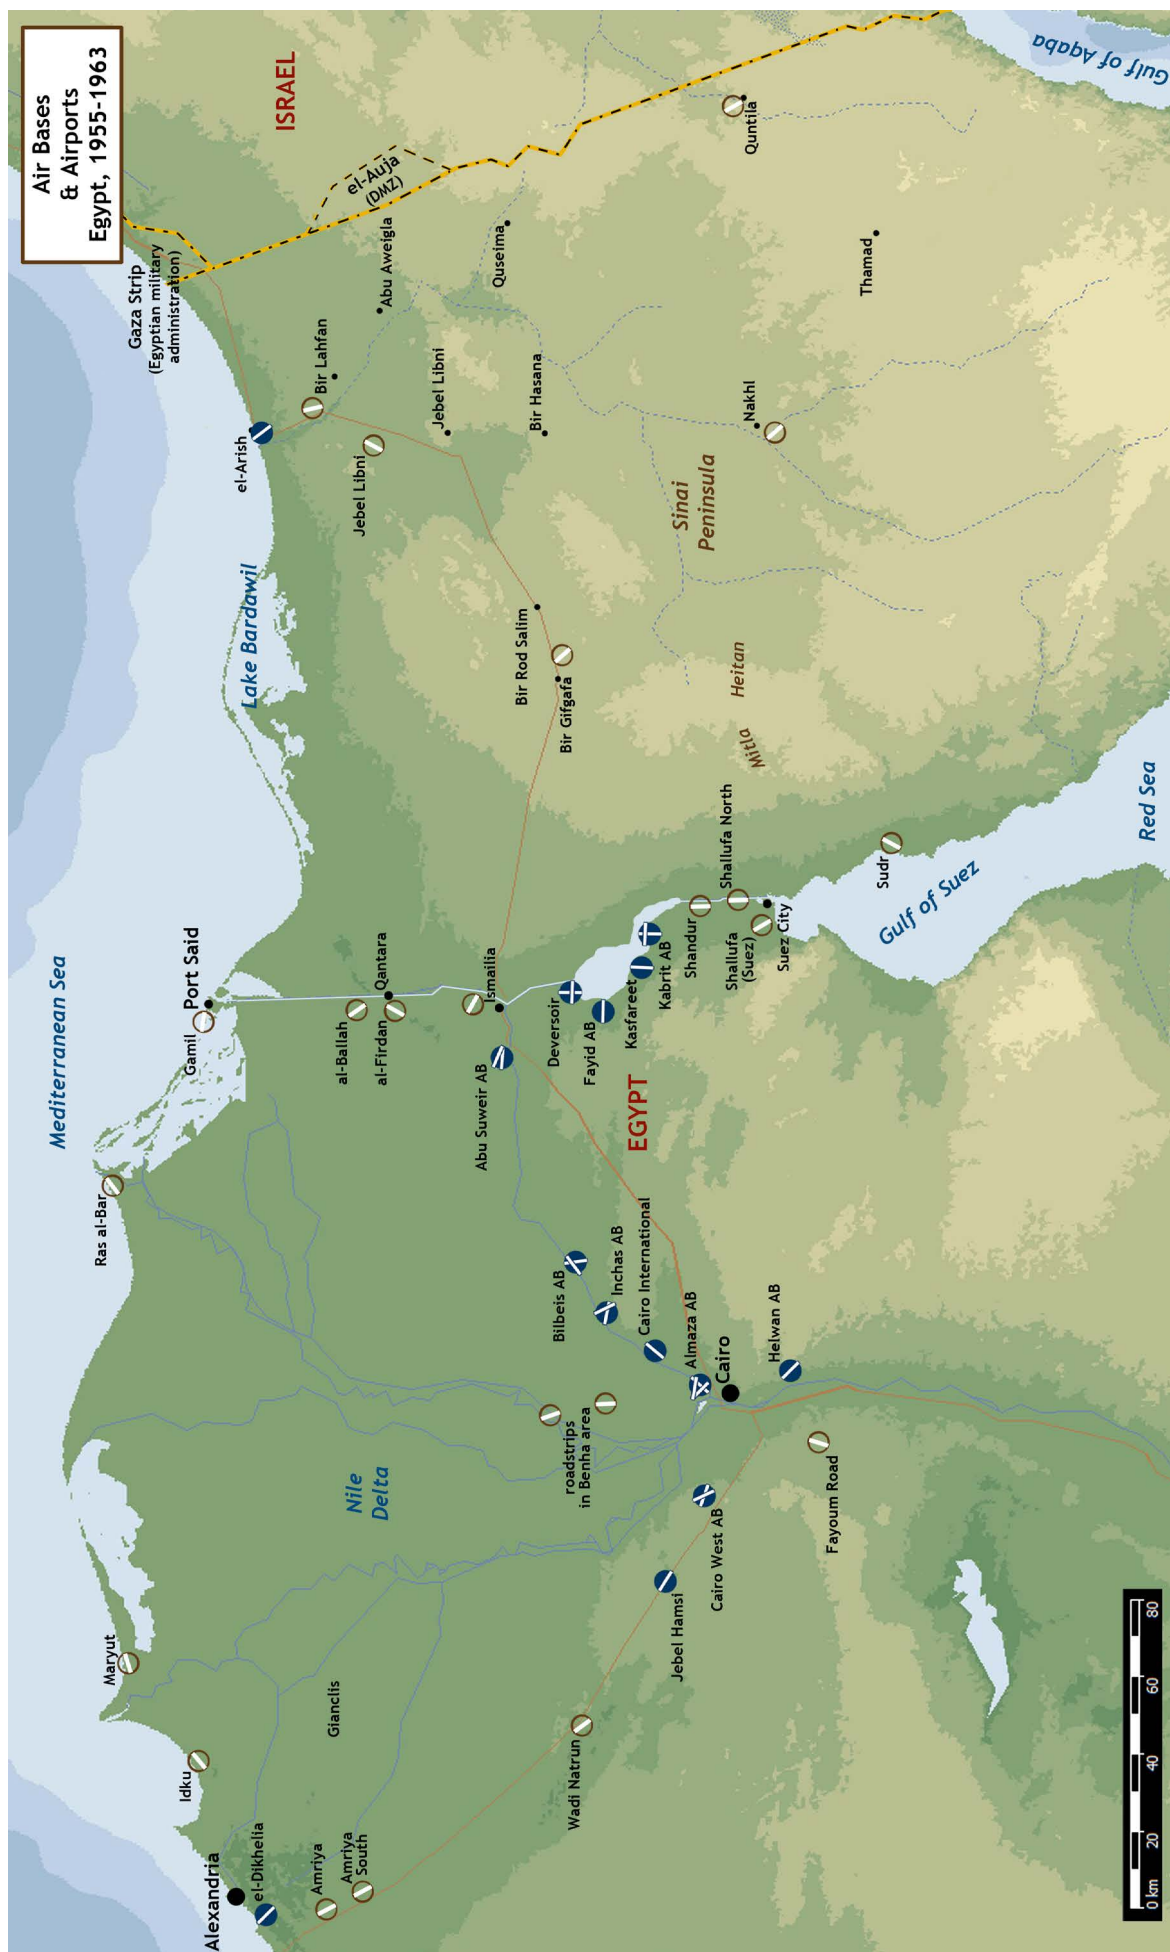 Air Bases
& Airports
Egypt, 1955-1963
Mediterranean Sea
ISRAEL
Gaza Strip
(Egyptian military
administration)
el-Auja
(DMZ)
Gulf of Aqaba
Quntila
Abu Aweigla
Quseima
Thamad
Bir Lahfan
el-Arish
Jebel Libni
Jebel Libni
Bir Hasana
Nakhl
Sinai
Peninsula
Lake Bardawil
Bir Rod Salim
Bir Gifgafa
Heitan
Mitla
Port Said
Gamil
Qantara
al-Ballah
al-Firdan
Ismailia
Abu Suweir AB
Deversoir
Fayid AB
Kasfareet
Kabrit AB
Shandur
Shallufa North
Shallufa
(Suez)
Suez City
Sudr
Gulf of Suez
Red Sea
EGYPT
Ras al-Bar
Bilbeis AB
Inchas AB
Cairo International
Almaza AB
Cairo
Helwan AB
roadstrips
in Benha area
Nile
Delta
Fayoum Road
Cairo West AB
Jebel Hamsi
Wadi Natrun
Maryut
Idku
Gianclis
Alexandria
el-Dikhelia
Amriya
Amriya
South
0 km 20 40 60 80